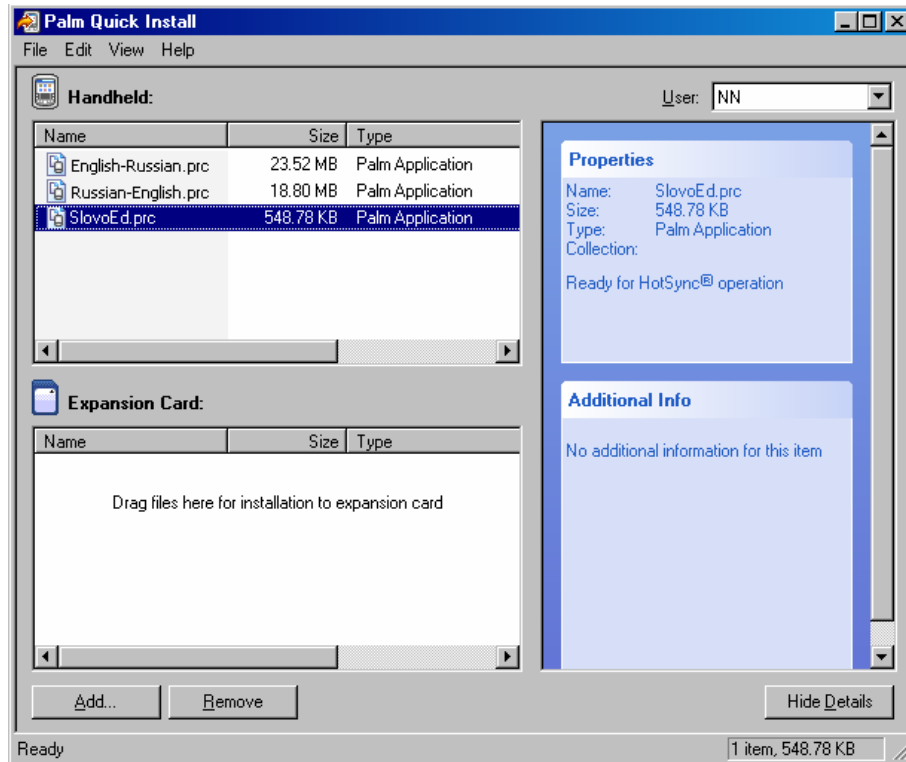 Palm Quick Install
File Edit View Help
Handheld:
User: NN
Name Size Type
English-Russian.prc 23.52 MB Palm Application
Russian-English.prc 18.80 MB Palm Application
SlovoEd.prc 548.78 KB Palm Application
Properties
Name: SlovoEd.prc
Size: 548.78 KB
Type: Palm Application
Collection:
Ready for HotSync® operation
Expansion Card:
Name Size Type
Drag files here for installation to expansion card
Additional Info
No additional information for this item
Add... Remove Hide Details
Ready 1 item, 548.78 KB